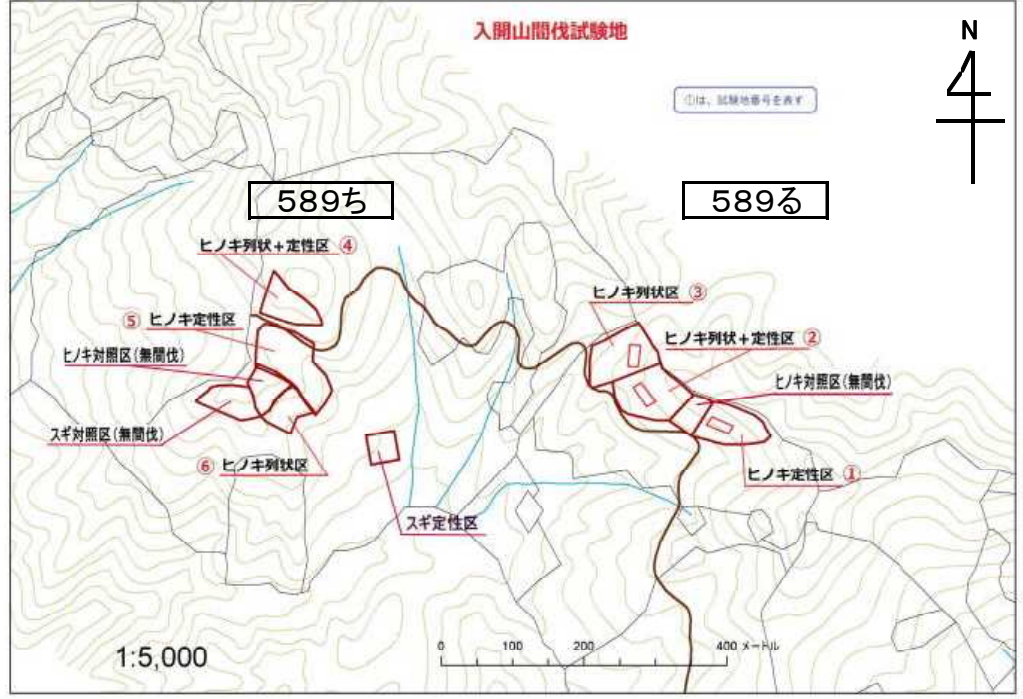 入開山間伐試験地
N
①は、試験地番号を表す
589ち
589る
ヒノキ列状+定性区 ④
⑤ ヒノキ定性区
ヒノキ対照区(無間伐)
スギ対照区(無間伐)
⑥ ヒノキ列状区
スギ定性区
ヒノキ列状区 ③
ヒノキ列状+定性区 ②
ヒノキ対照区(無間伐)
ヒノキ定性区 ①
1:5,000
0 100 200 400 メートル